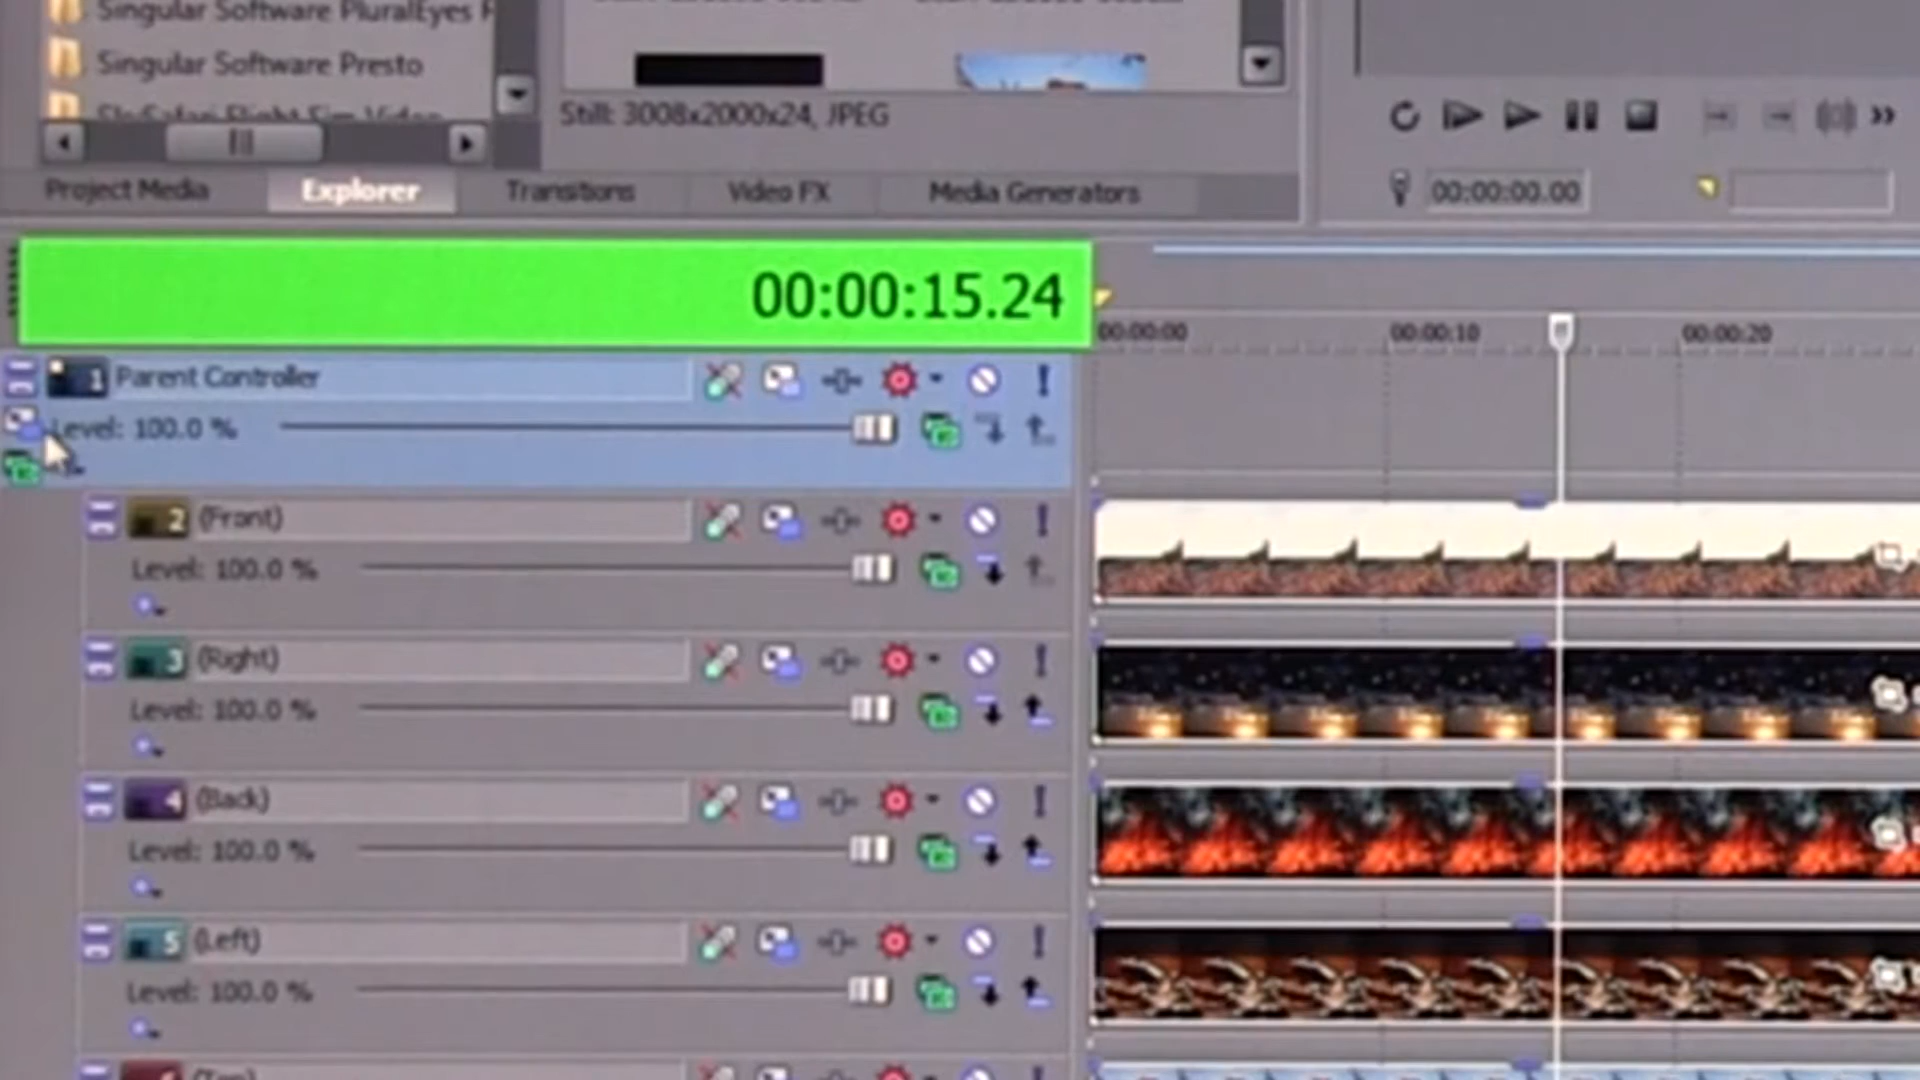 Singular Software PluralEyes F
Singular Software Presto
Still: 3008x2000x24, JPEG
Project Media Explorer Transitions Video FX Media Generators
00:00:00.00
00:00:15.24
00:00:00 00:00:10 00:00:20
1 Parent Controller
Level: 100.0 %
2 (Front)
Level: 100.0 %
3 (Right)
Level: 100.0 %
4 (Back)
Level: 100.0 %
5 (Left)
Level: 100.0 %